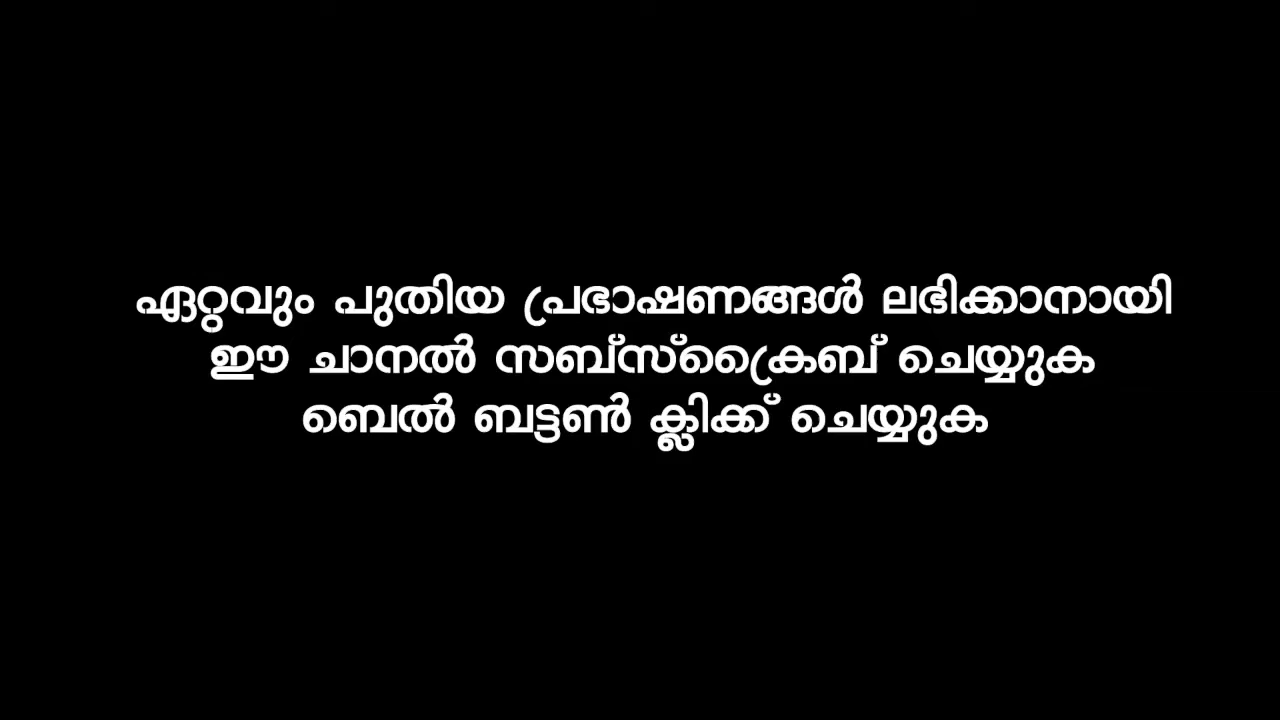 ഏറ്റവും പുതിയ പ്രഭാഷണങ്ങൾ ലഭിക്കാനായി
ഈ ചാനൽ സബ്സ്ക്രൈബ് ചെയ്യുക
ബെൽ ബട്ടൺ ക്ലിക്ക് ചെയ്യുക